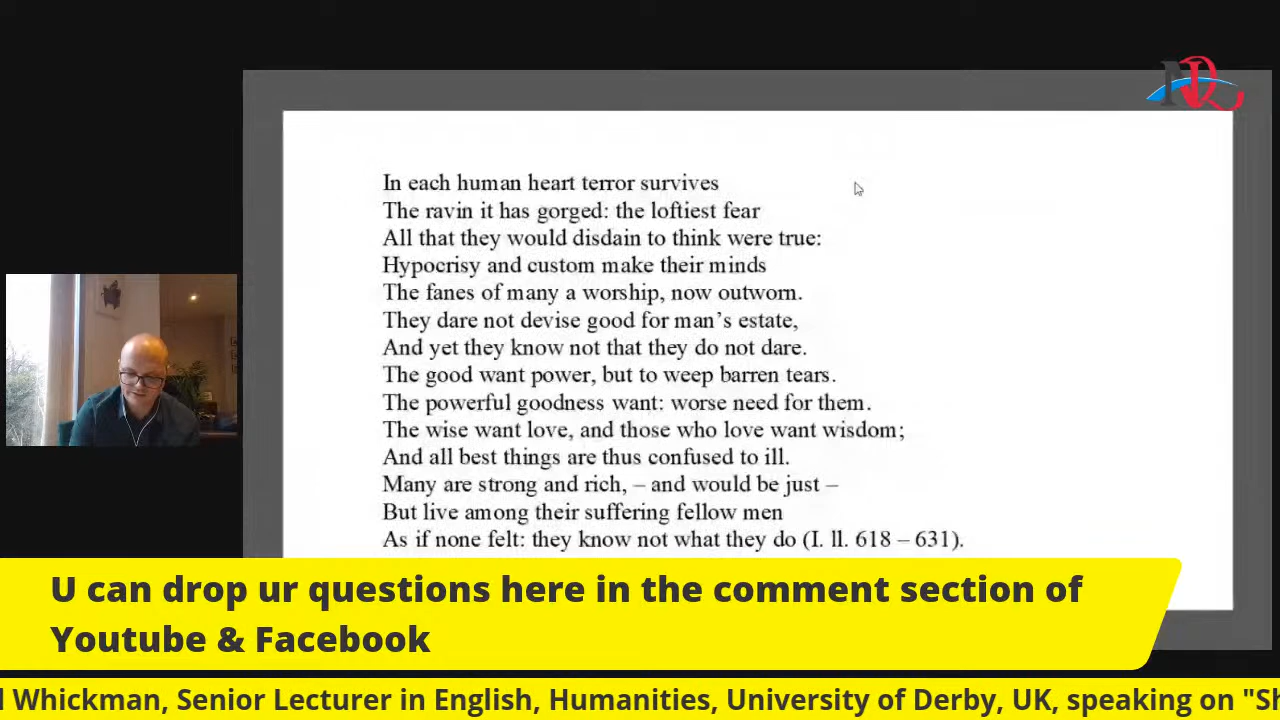 In each human heart terror survives
The ravin it has gorged: the loftiest fear
All that they would disdain to think were true:
Hypocrisy and custom make their minds
The fanes of many a worship, now outworn.
They dare not devise good for man’s estate,
And yet they know not that they do not dare.
The good want power, but to weep barren tears.
The powerful goodness want: worse need for them.
The wise want love, and those who love want wisdom;
And all best things are thus confused to ill.
Many are strong and rich, – and would be just –
But live among their suffering fellow men
As if none felt: they know not what they do (I. ll. 618 – 631).
U can drop ur questions here in the comment section of
Youtube & Facebook
Whickman, Senior Lecturer in English, Humanities, University of Derby, UK, speaking on "Sh